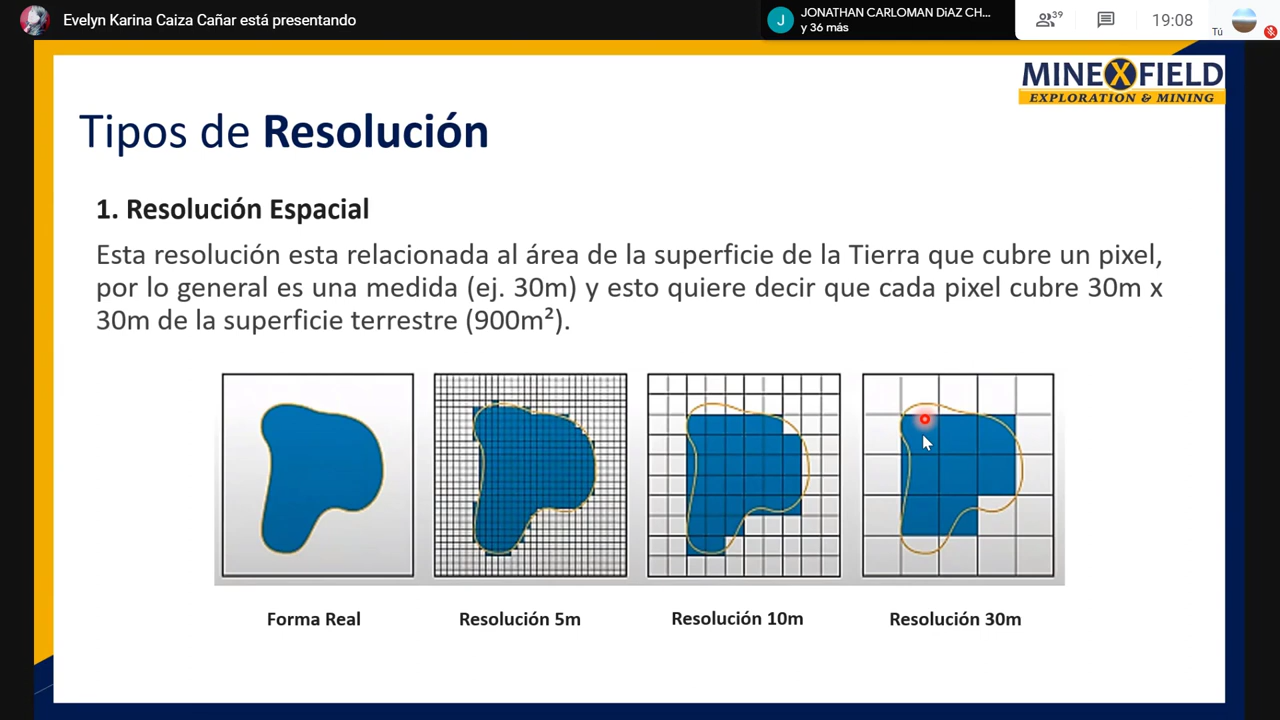 Evelyn Karina Caiza Cañar está presentando
J
JONATHAN CARLOMAN DiAZ CH...
y 36 más
39
19:08
Tú
MINEXFIELD
EXPLORATION & MINING
Tipos de Resolución
1. Resolución Espacial
Esta resolución esta relacionada al área de la superficie de la Tierra que cubre un pixel,
por lo general es una medida (ej. 30m) y esto quiere decir que cada pixel cubre 30m x
30m de la superficie terrestre (900m²).
Forma Real
Resolución 5m
Resolución 10m
Resolución 30m